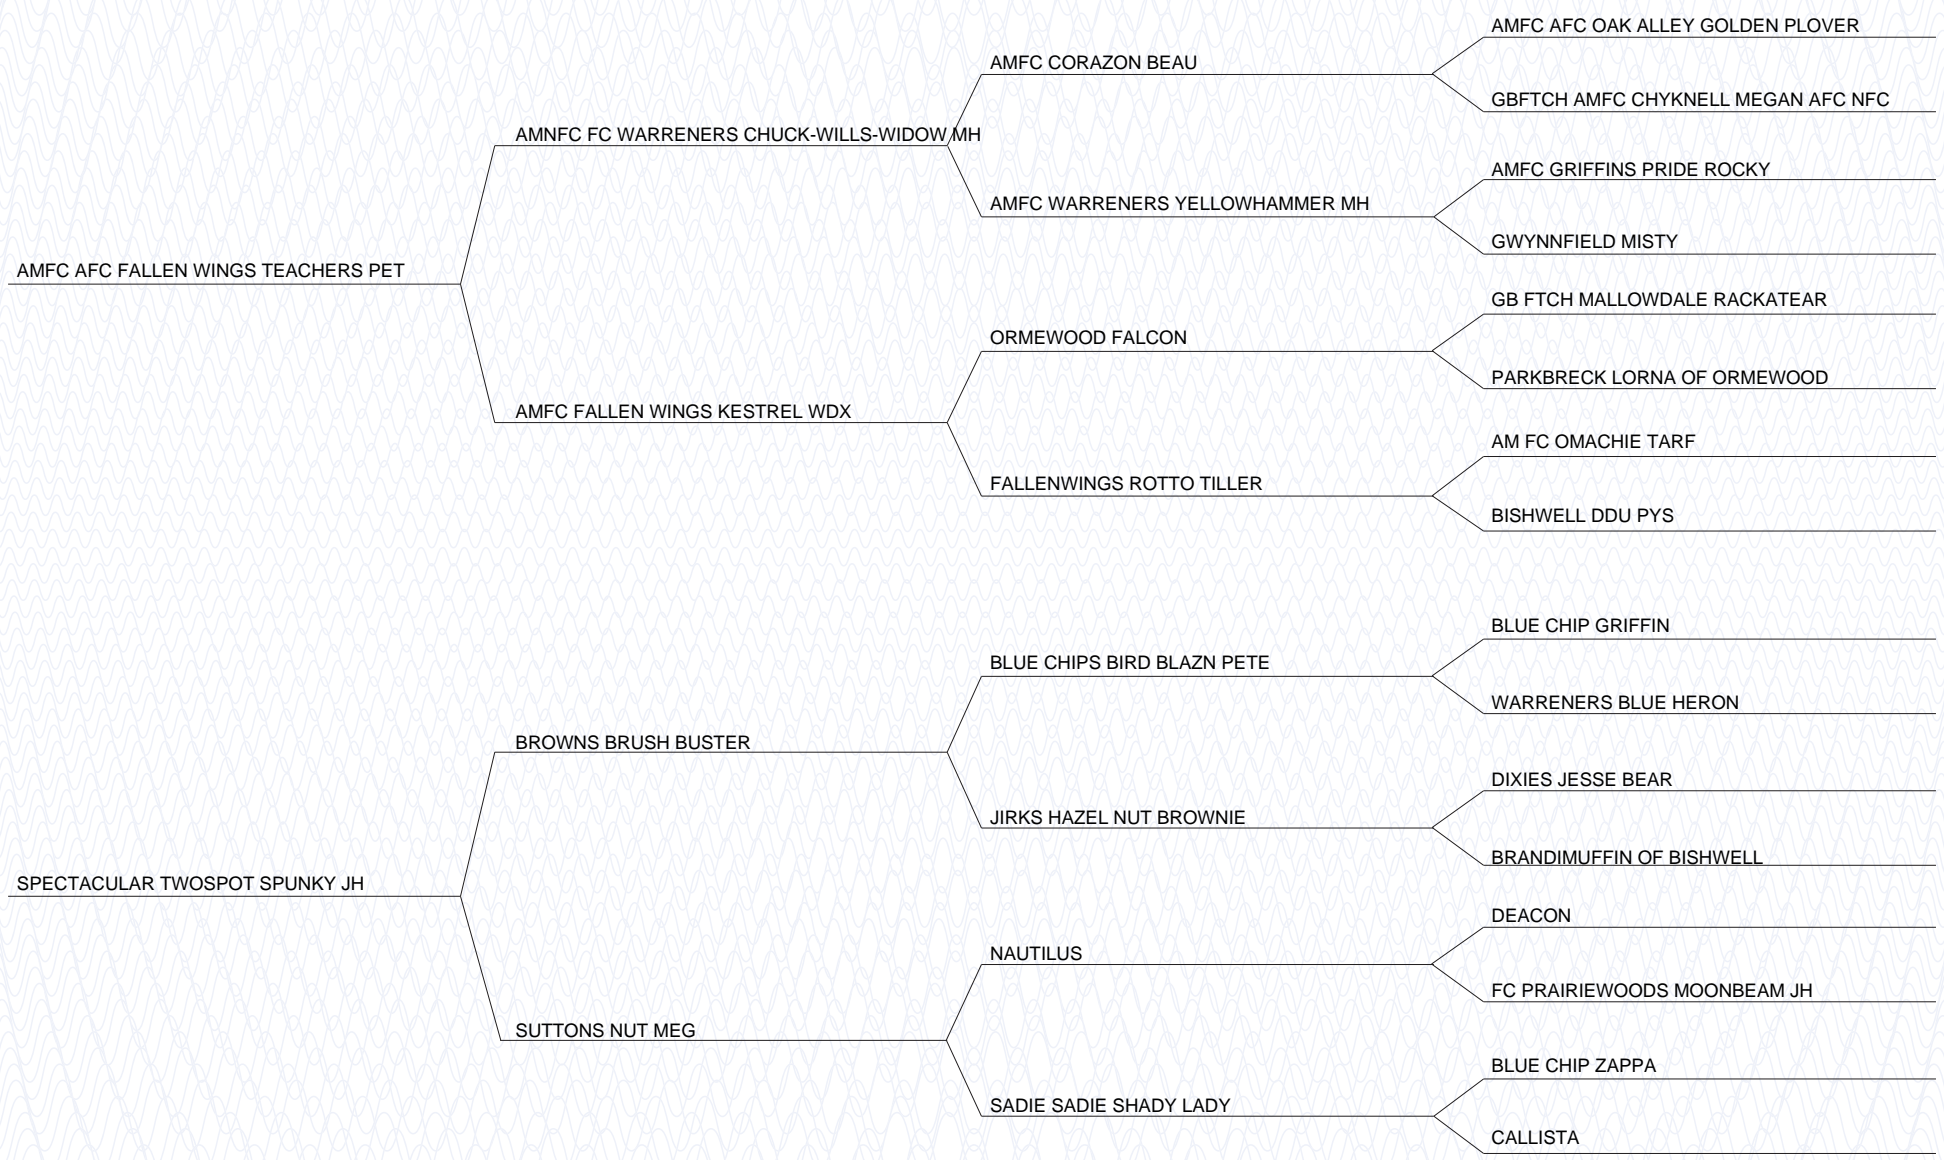 AMFC AFC OAK ALLEY GOLDEN PLOVER
AMFC CORAZON BEAU
GBFTCH AMFC CHYKNELL MEGAN AFC NFC
AMNFC FC WARRENERS CHUCK-WILLS-WIDOW MH
AMFC GRIFFINS PRIDE ROCKY
AMFC WARRENERS YELLOWHAMMER MH
GWYNNFIELD MISTY
AMFC AFC FALLEN WINGS TEACHERS PET
GB FTCH MALLOWDALE RACKATEAR
ORMEWOOD FALCON
PARKBRECK LORNA OF ORMEWOOD
AMFC FALLEN WINGS KESTREL WDX
AM FC OMACHIE TARF
FALLENWINGS ROTTO TILLER
BISHWELL DDU PYS
BLUE CHIP GRIFFIN
BLUE CHIPS BIRD BLAZN PETE
WARRENERS BLUE HERON
BROWNS BRUSH BUSTER
DIXIES JESSE BEAR
JIRKS HAZEL NUT BROWNIE
BRANDIMUFFIN OF BISHWELL
SPECTACULAR TWOSPOT SPUNKY JH
DEACON
NAUTILUS
FC PRAIRIEWOODS MOONBEAM JH
SUTTONS NUT MEG
BLUE CHIP ZAPPA
SADIE SADIE SHADY LADY
CALLISTA